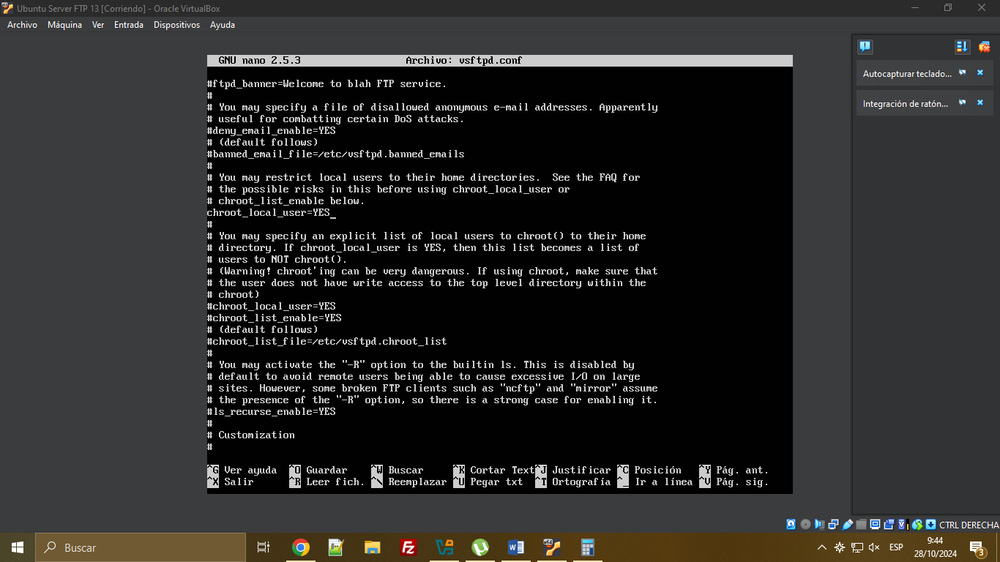 Ubuntu Server FTP 13 [Corriendo] - Oracle VirtualBox
Archivo Máquina Ver Entrada Dispositivos Ayuda
GNU nano 2.5.3 Archivo: vsftpd.conf
#ftpd_banner=Welcome to blah FTP service.
#
# You may specify a file of disallowed anonymous e-mail addresses. Apparently
# useful for combatting certain DoS attacks.
#deny_email_enable=YES
# (default follows)
#banned_email_file=/etc/vsftpd.banned_emails
#
# You may restrict local users to their home directories.  See the FAQ for
# the possible risks in this before using chroot_local_user or
# chroot_list_enable below.
chroot_local_user=YES
#
# You may specify an explicit list of local users to chroot() to their home
# directory. If chroot_local_user is YES, then this list becomes a list of
# users to NOT chroot().
# (Warning! chroot'ing can be very dangerous. If using chroot, make sure that
# the user does not have write access to the top level directory within the
# chroot)
#chroot_local_user=YES
#chroot_list_enable=YES
# (default follows)
#chroot_list_file=/etc/vsftpd.chroot_list
#
# You may activate the "-R" option to the builtin ls. This is disabled by
# default to avoid remote users being able to cause excessive I/O on large
# sites. However, some broken FTP clients such as "ncftp" and "mirror" assume
# the presence of the "-R" option, so there is a strong case for enabling it.
#ls_recurse_enable=YES
#
# Customization
#
^G Ver ayuda ^O Guardar ^W Buscar ^K Cortar Text ^J Justificar ^C Posición ^Y Pág. ant.
^X Salir ^R Leer fich. ^\ Reemplazar ^U Pegar txt ^T Ortografía ^_ Ir a línea ^V Pág. sig.
Autocapturar teclado...
Integración de ratón...
CTRL DERECHA
Buscar
ESP
9:44
28/10/2024
3